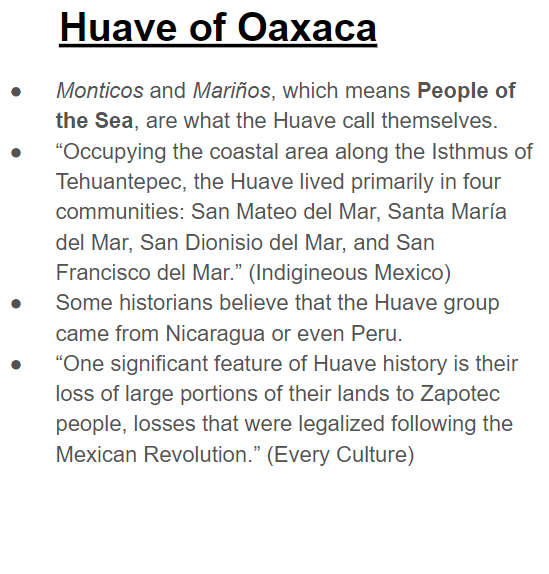 Huave of Oaxaca
● Monticos and Mariños, which means People of
the Sea, are what the Huave call themselves.
● “Occupying the coastal area along the Isthmus of
Tehuantepec, the Huave lived primarily in four
communities: San Mateo del Mar, Santa María
del Mar, San Dionisio del Mar, and San
Francisco del Mar.” (Indigineous Mexico)
● Some historians believe that the Huave group
came from Nicaragua or even Peru.
● “One significant feature of Huave history is their
loss of large portions of their lands to Zapotec
people, losses that were legalized following the
Mexican Revolution.” (Every Culture)